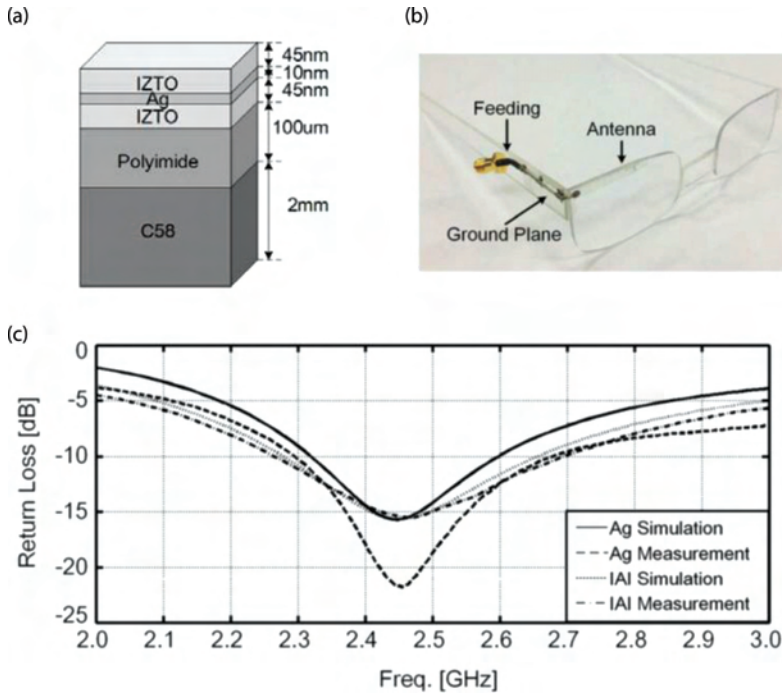 (a)
45nm
10nm
45nm
100um
2mm
IZTO
Ag
IZTO
Polyimide
C58
(b)
Feeding
Antenna
Ground Plane
(c)
Return Loss [dB]
0
-5
-10
-15
-20
-25
2.0 2.1 2.2 2.3 2.4 2.5 2.6 2.7 2.8 2.9 3.0
Freq. [GHz]
Ag Simulation
Ag Measurement
IAI Simulation
IAI Measurement